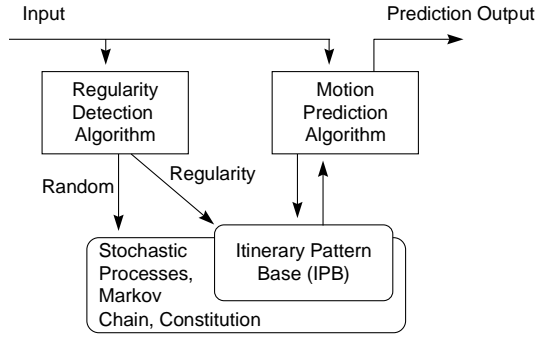 Input
Prediction Output
Regularity
Detection
Algorithm
Motion
Prediction
Algorithm
Random
Regularity
Stochastic
Processes,
Markov
Chain, Constitution
Itinerary Pattern
Base (IPB)